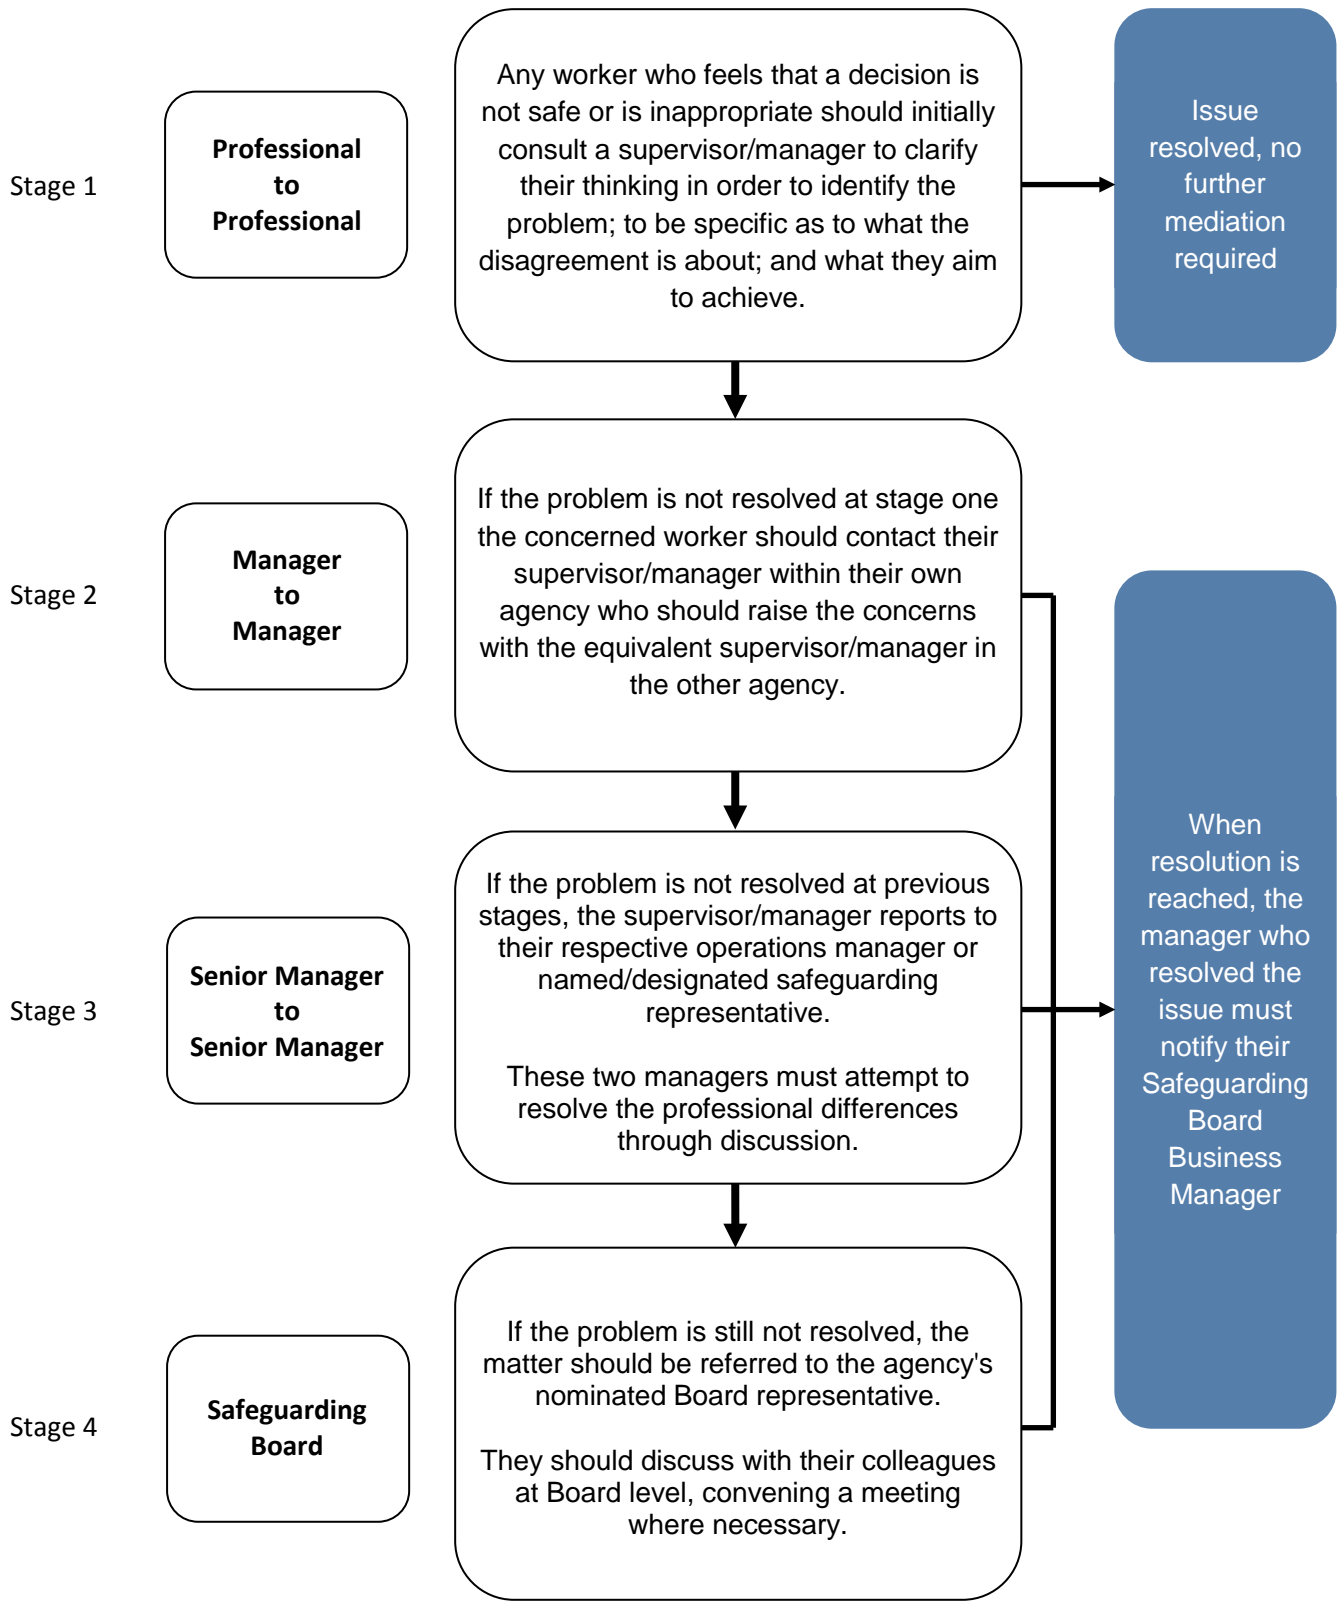 Stage 1
Professional
to
Professional
Any worker who feels that a decision is
not safe or is inappropriate should initially
consult a supervisor/manager to clarify
their thinking in order to identify the
problem; to be specific as to what the
disagreement is about; and what they aim
to achieve.
Issue
resolved, no
further
mediation
required
Stage 2
Manager
to
Manager
If the problem is not resolved at stage one
the concerned worker should contact their
supervisor/manager within their own
agency who should raise the concerns
with the equivalent supervisor/manager in
the other agency.
Stage 3
Senior Manager
to
Senior Manager
If the problem is not resolved at previous
stages, the supervisor/manager reports to
their respective operations manager or
named/designated safeguarding
representative.
These two managers must attempt to
resolve the professional differences
through discussion.
When
resolution is
reached, the
manager who
resolved the
issue must
notify their
Safeguarding
Board
Business
Manager
Stage 4
Safeguarding
Board
If the problem is still not resolved, the
matter should be referred to the agency's
nominated Board representative.
They should discuss with their colleagues
at Board level, convening a meeting
where necessary.